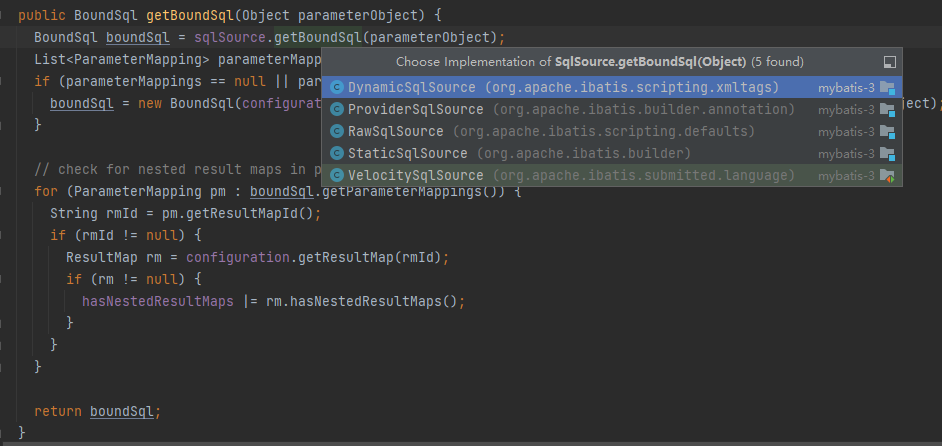 public BoundSql getBoundSql(Object parameterObject) {
BoundSql boundSql = sqlSource.getBoundSql(parameterObject);
List<ParameterMapping> parameterMapp
Choose Implementation of SqlSource.getBoundSql(Object) (5 found)
if (parameterMappings == null || par
DynamicSqlSource (org.apache.ibatis.scripting.xmltags) mybatis-3
boundSql = new BoundSql(configurat
ProviderSqlSource (org.apache.ibatis.builder.annotation) mybatis-3
ject);
}
RawSqlSource (org.apache.ibatis.scripting.defaults) mybatis-3
StaticSqlSource (org.apache.ibatis.builder) mybatis-3
// check for nested result maps in p
VelocitySqlSource (org.apache.ibatis.submitted.language) mybatis-3
for (ParameterMapping pm : boundSql.getParameterMappings()) {
String rmId = pm.getResultMapId();
if (rmId != null) {
ResultMap rm = configuration.getResultMap(rmId);
if (rm != null) {
hasNestedResultMaps |= rm.hasNestedResultMaps();
}
}
}
return boundSql;
}